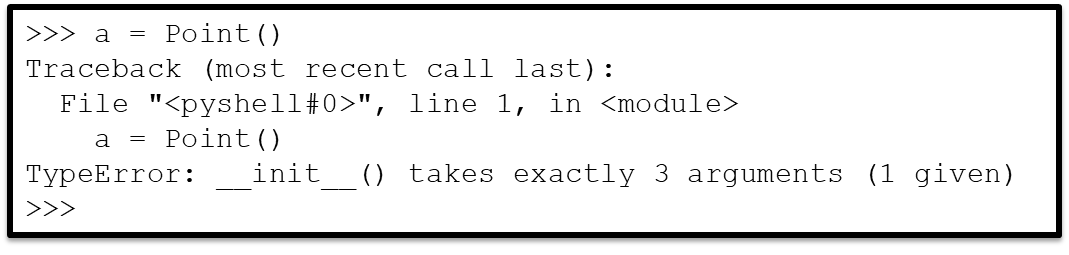 >>> a = Point()
Traceback (most recent call last):
  File "<pyshell#0>", line 1, in <module>
    a = Point()
TypeError: __init__() takes exactly 3 arguments (1 given)
>>>